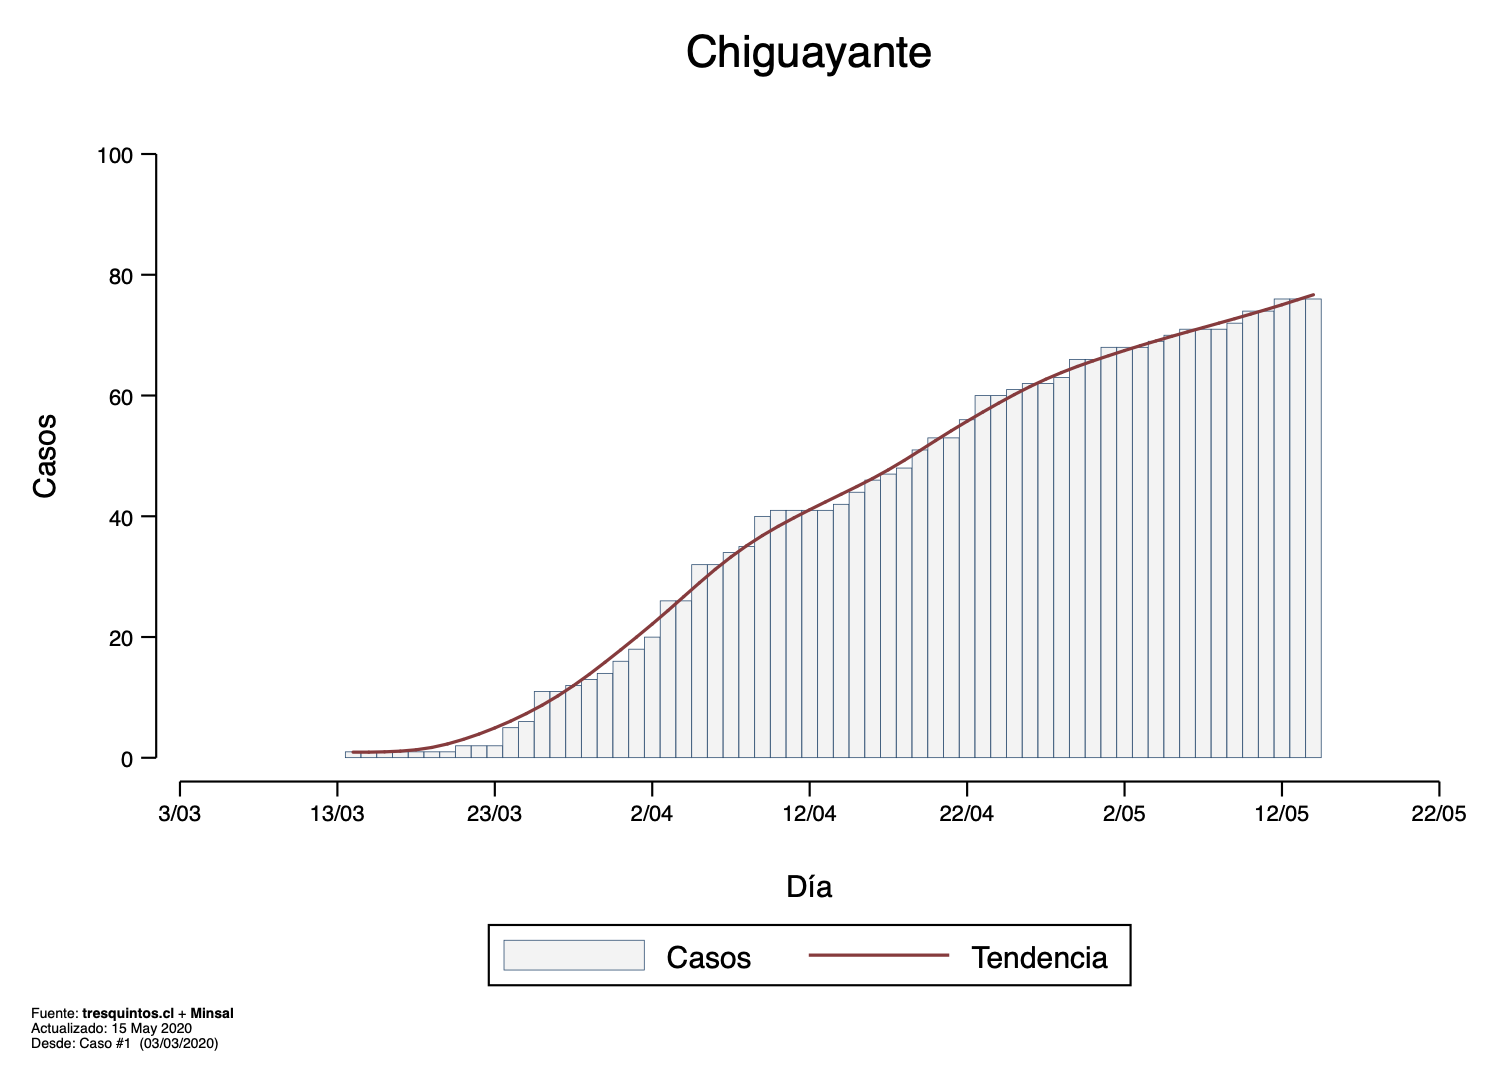 Chiguayante
100
80
60
40
20
0
Casos
3/03 13/03 23/03 2/04 12/04 22/04 2/05 12/05 22/05
Día
Casos Tendencia
Fuente: tresquintos.cl + Minsal
Actualizado: 15 May 2020
Desde: Caso #1 (03/03/2020)